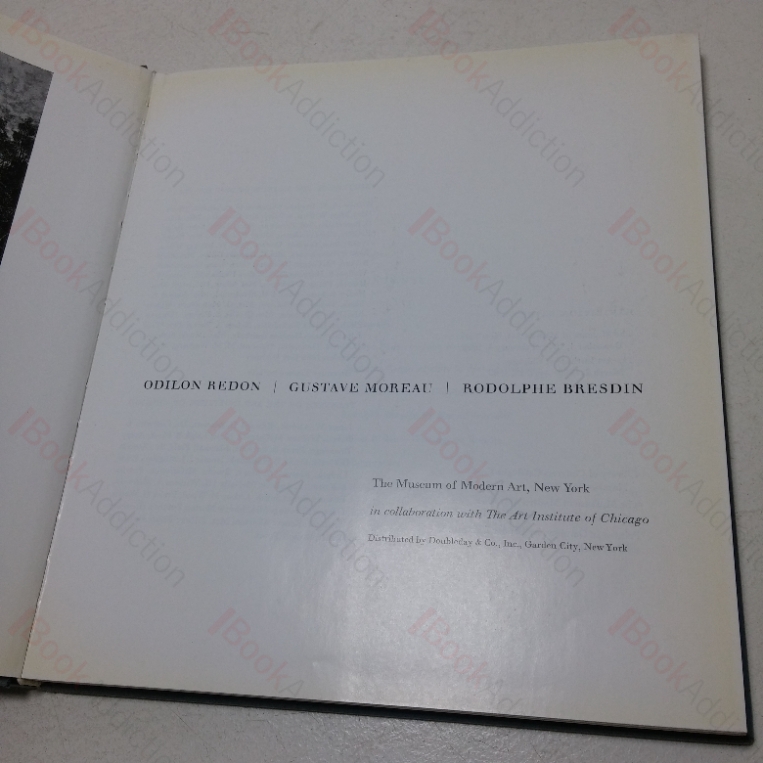 ODILON REDON | GUSTAVE MOREAU | RODOLPHE BRESDIN
The Museum of Modern Art, New York
in collaboration with The Art Institute of Chicago
Distributed by Doubleday & Co., Inc., Garden City, New York
BookAddiction